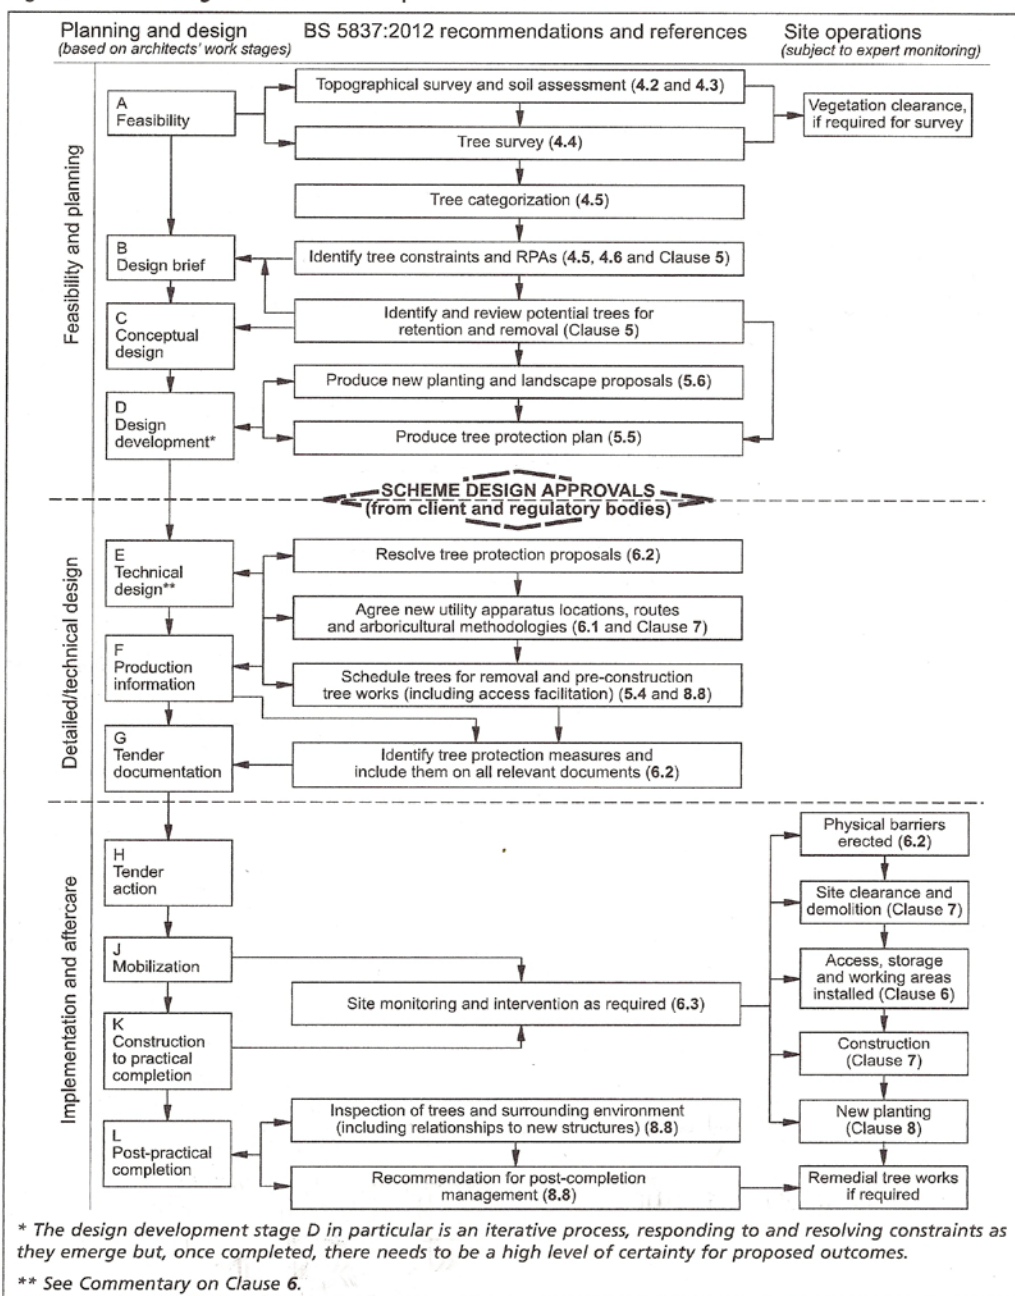 Planning and design
(based on architects' work stages)
BS 5837:2012 recommendations and references
Site operations
(subject to expert monitoring)
Feasibility and planning
A
Feasibility
Topographical survey and soil assessment (4.2 and 4.3)
Vegetation clearance,
if required for survey
Tree survey (4.4)
Tree categorization (4.5)
B
Design brief
Identify tree constraints and RPAs (4.5, 4.6 and Clause 5)
C
Conceptual
design
Identify and review potential trees for
retention and removal (Clause 5)
Produce new planting and landscape proposals (5.6)
D
Design
development*
Produce tree protection plan (5.5)
SCHEME DESIGN APPROVALS
(from client and regulatory bodies)
Detailed/technical design
E
Technical
design**
Resolve tree protection proposals (6.2)
Agree new utility apparatus locations, routes
and arboricultural methodologies (6.1 and Clause 7)
F
Production
information
Schedule trees for removal and pre-construction
tree works (including access facilitation) (5.4 and 8.8)
G
Tender
documentation
Identify tree protection measures and
include them on all relevant documents (6.2)
Implementation and aftercare
H
Tender
action
Physical barriers
erected (6.2)
Site clearance and
demolition (Clause 7)
J
Mobilization
Access, storage
and working areas
installed (Clause 6)
Site monitoring and intervention as required (6.3)
K
Construction
to practical
completion
Construction
(Clause 7)
New planting
(Clause 8)
L
Post-practical
completion
Inspection of trees and surrounding environment
(including relationships to new structures) (8.8)
Recommendation for post-completion
management (8.8)
Remedial tree works
if required
* The design development stage D in particular is an iterative process, responding to and resolving constraints as
they emerge but, once completed, there needs to be a high level of certainty for proposed outcomes.
** See Commentary on Clause 6.